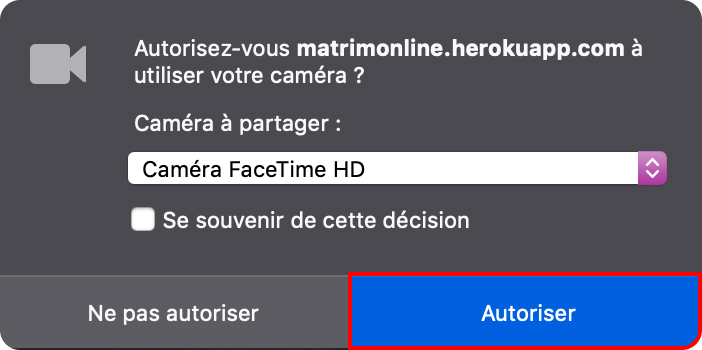 Autorisez-vous matrimonline.herokuapp.com à
utiliser votre caméra ?
Caméra à partager :
Caméra FaceTime HD
Se souvenir de cette décision
Ne pas autoriser
Autoriser